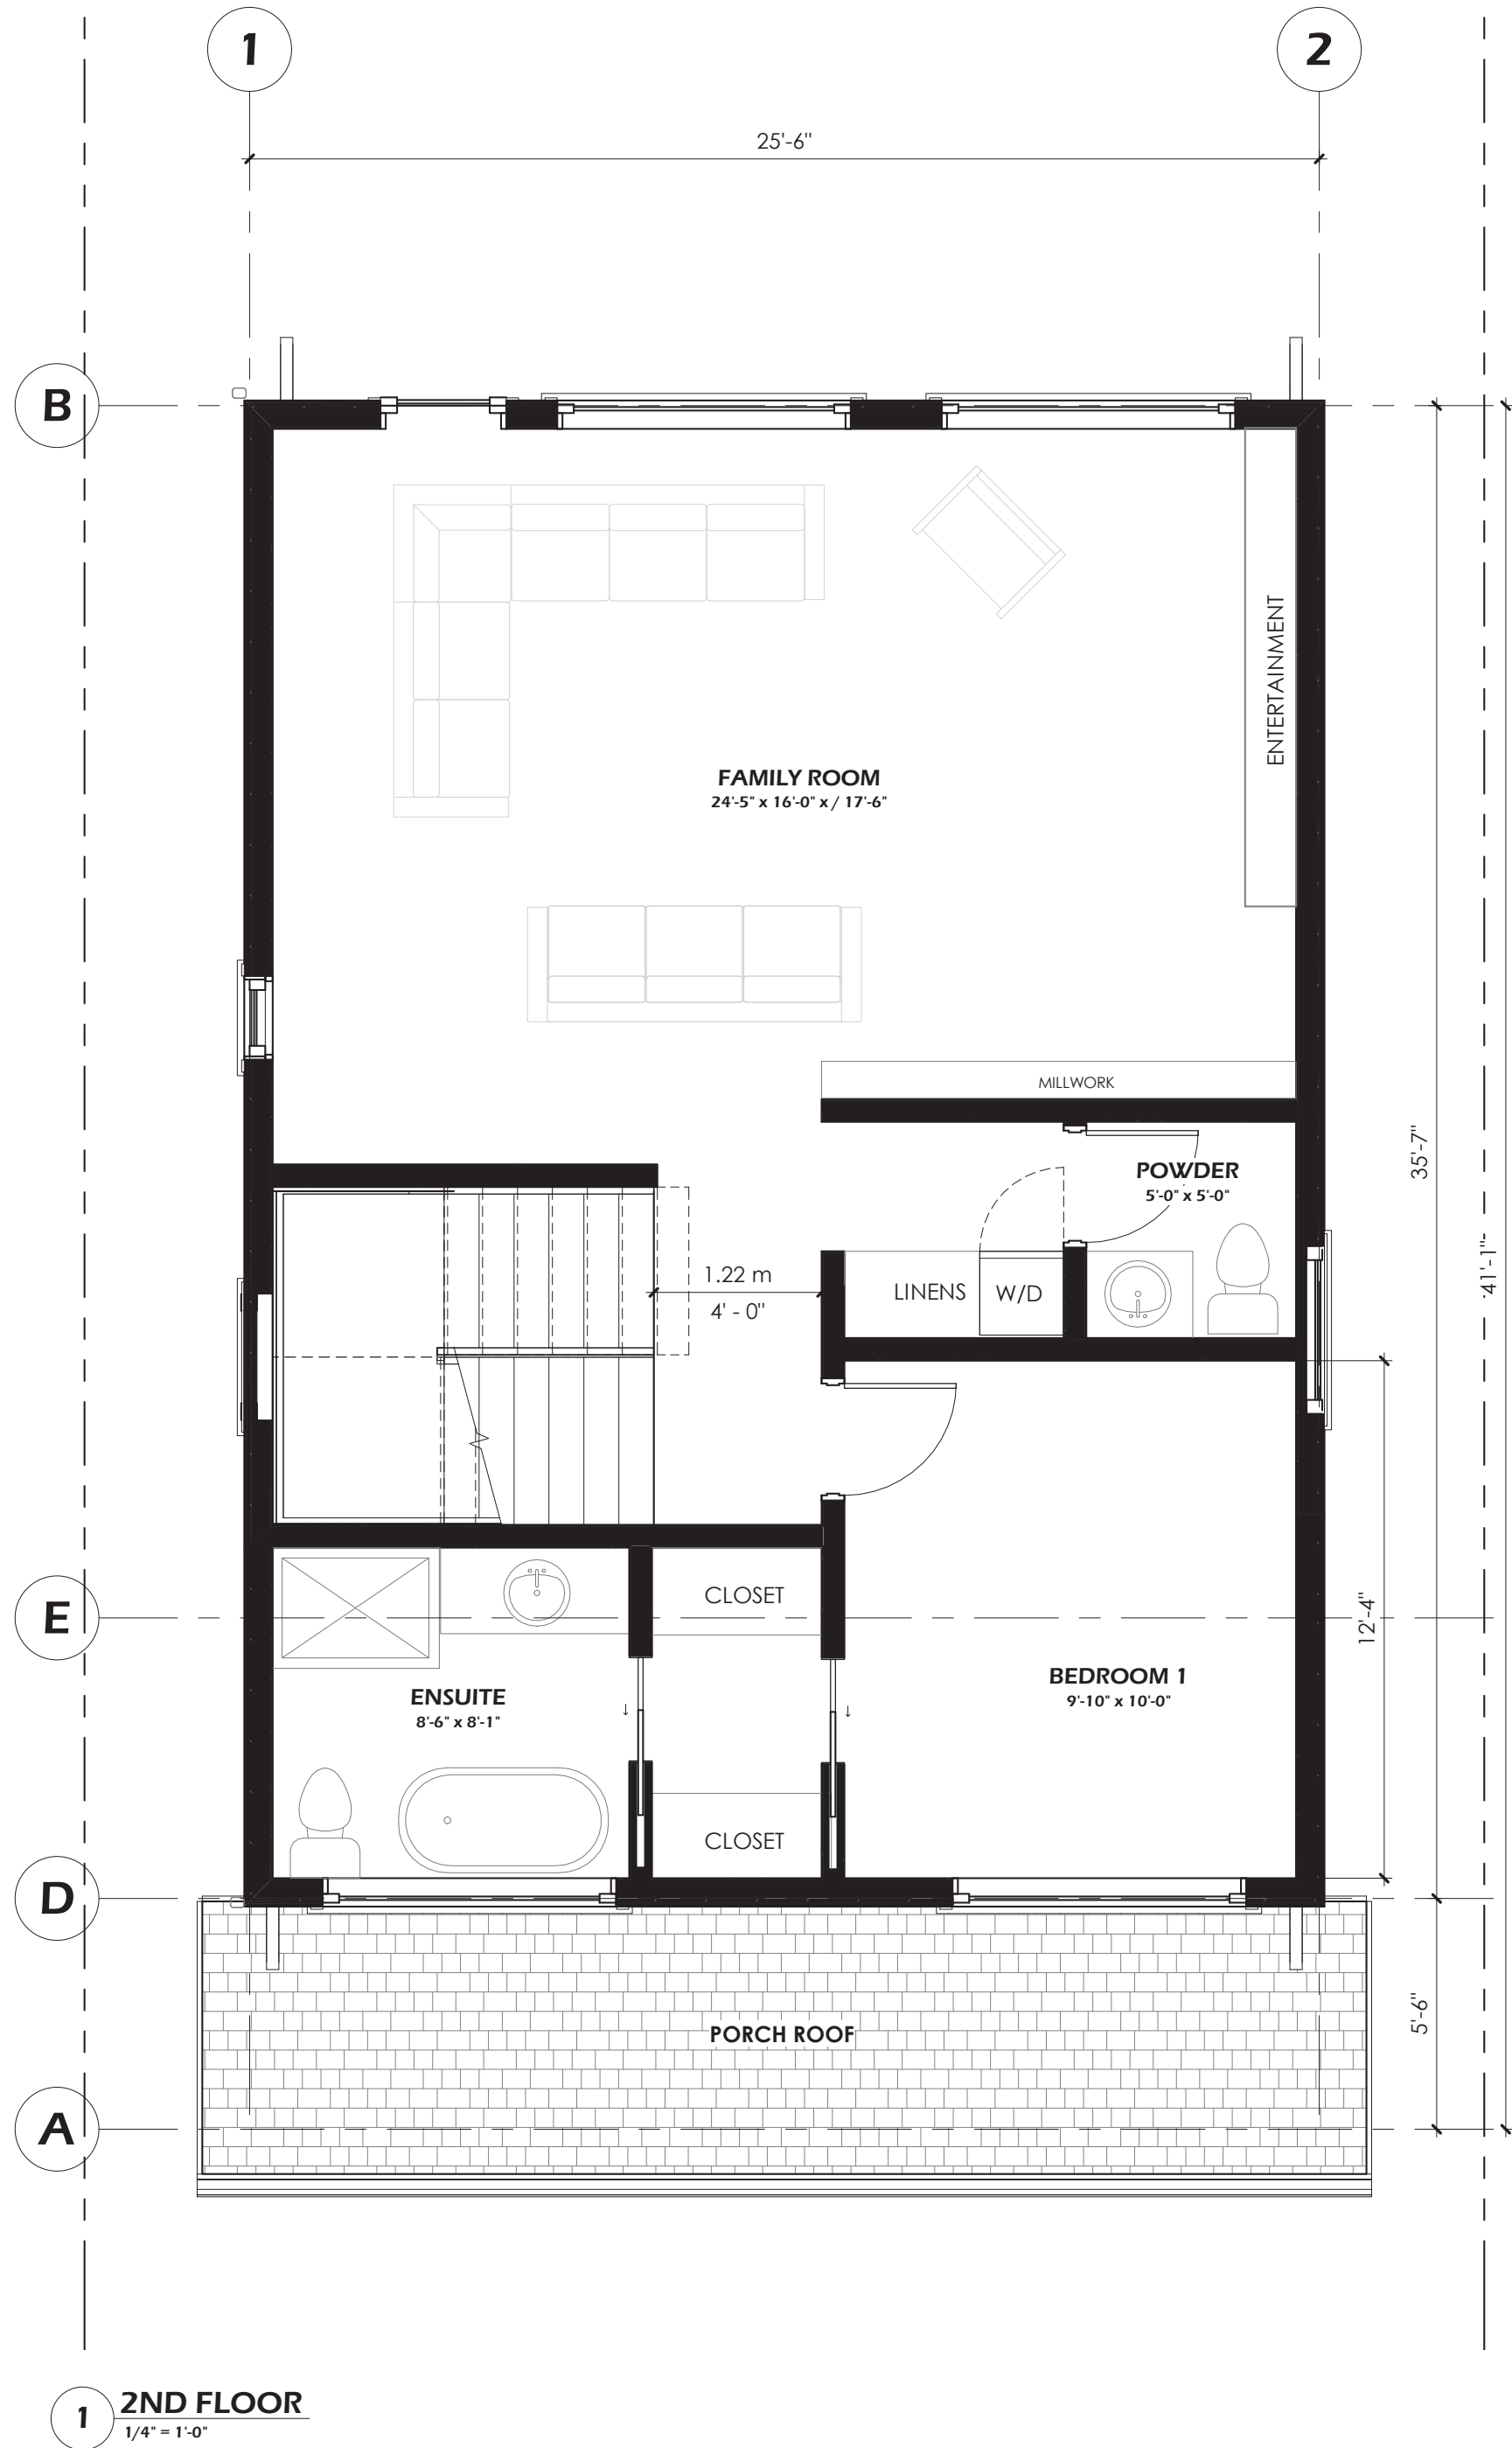 1
2
25'-6"
B
ENTERTAINMENT
FAMILY ROOM
24'-5" x 16'-0" x / 17'-6"
MILLWORK
35'-7"
41'-1"
POWDER
5'-0" x 5'-0"
1.22 m
4' - 0"
LINENS
W/D
E
CLOSET
12'-4"
ENSUITE
8'-6" x 8'-1"
BEDROOM 1
9'-10" x 10'-0"
CLOSET
D
5'-6"
PORCH ROOF
A
1
2ND FLOOR
1/4" = 1'-0"